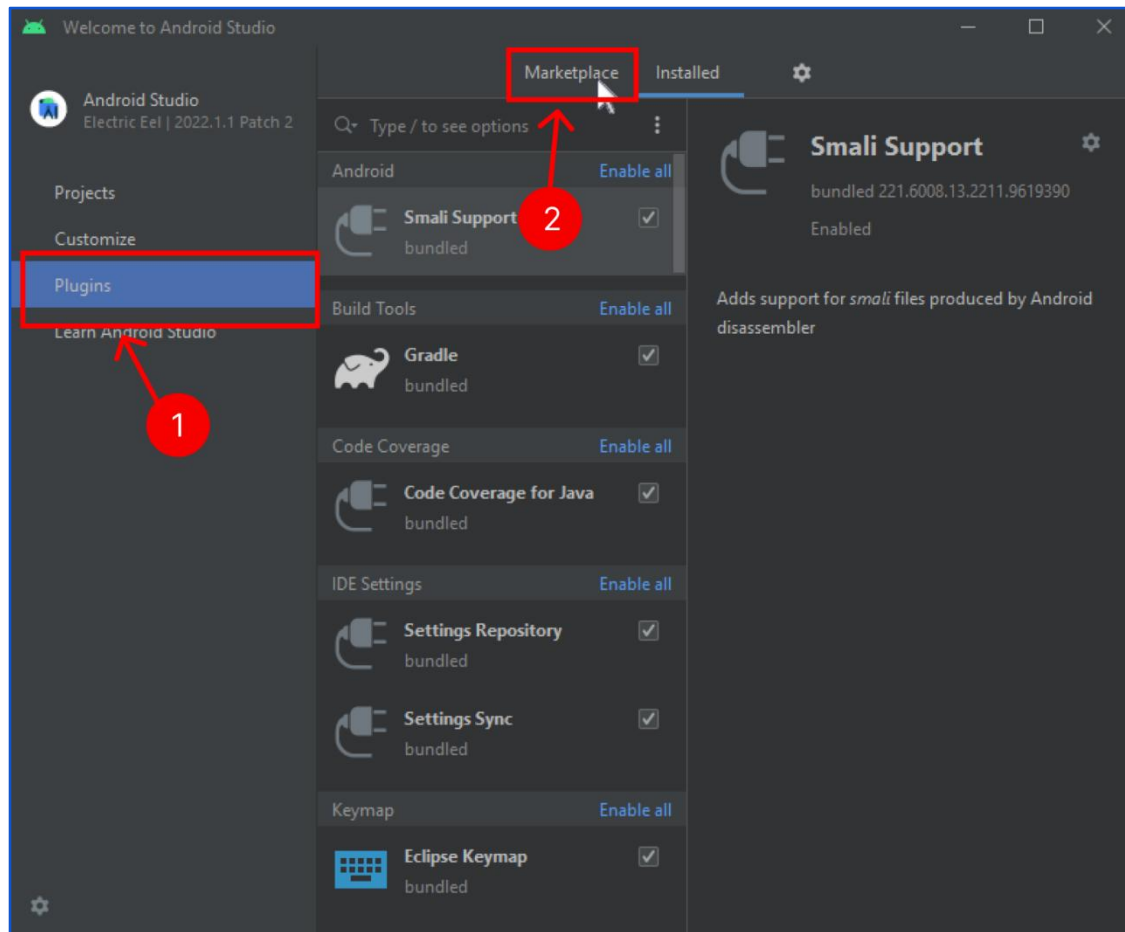 Welcome to Android Studio
Android Studio
Electric Eel | 2022.1.1 Patch 2
Projects
Customize
Plugins
Learn Android Studio
1
Marketplace
Installed
2
Type / to see options
Android Enable all
Smali Support
bundled
Build Tools Enable all
Gradle
bundled
Code Coverage Enable all
Code Coverage for Java
bundled
IDE Settings Enable all
Settings Repository
bundled
Settings Sync
bundled
Keymap Enable all
Eclipse Keymap
bundled
Smali Support
bundled 221.6008.13.2211.9619390
Enabled
Adds support for smali files produced by Android
disassembler